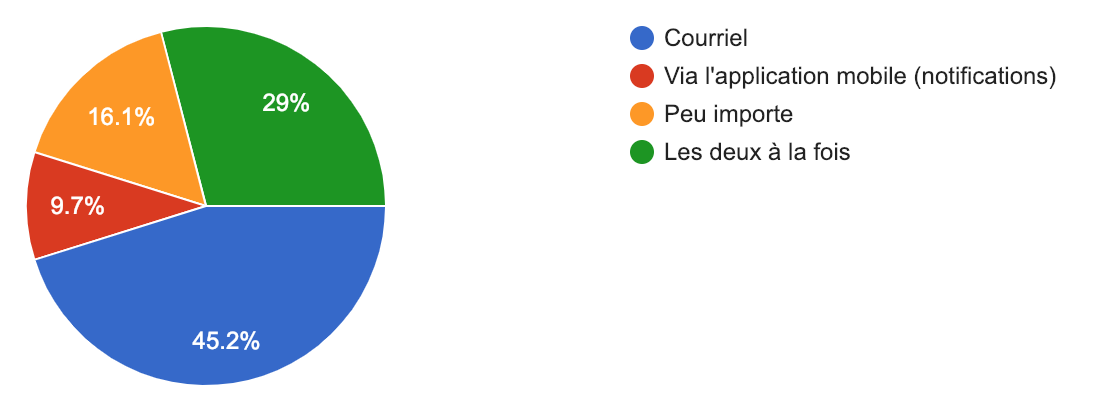 Courriel
Via l'application mobile (notifications)
Peu importe
Les deux à la fois
29%
16.1%
9.7%
45.2%